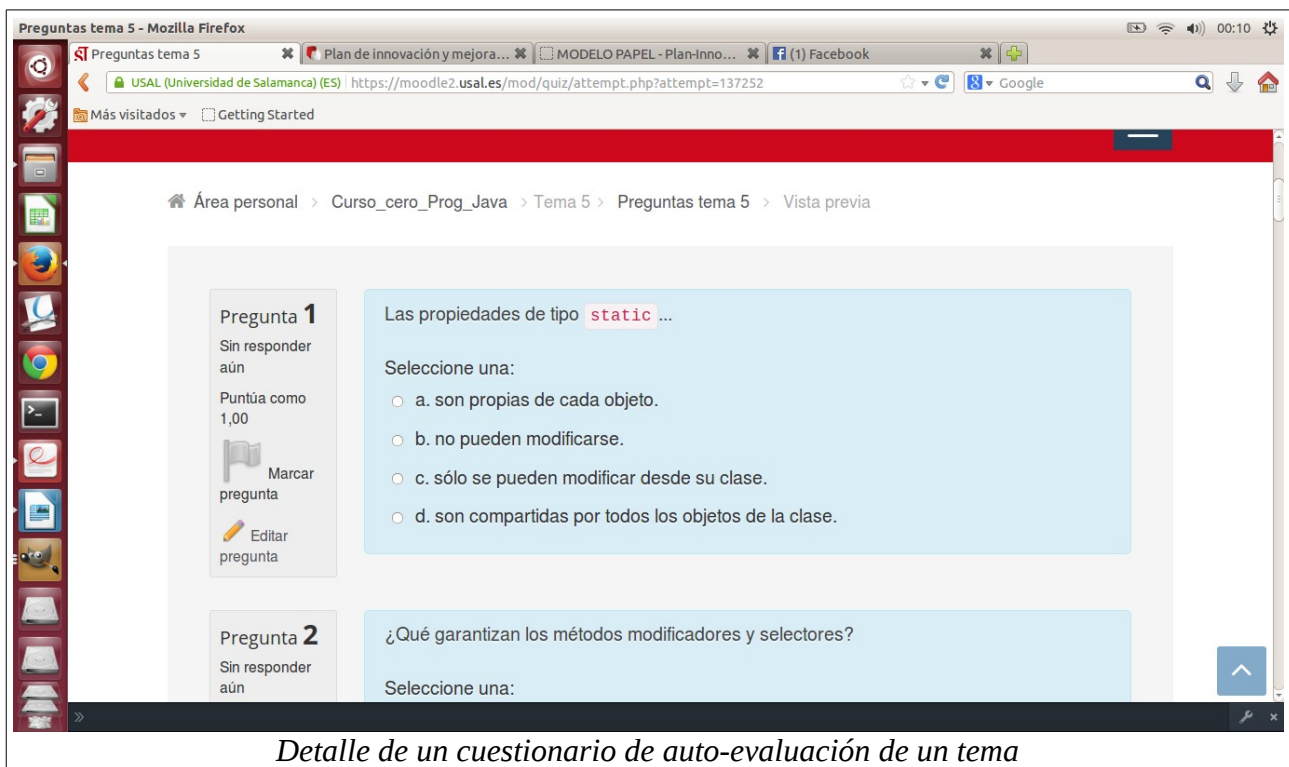 Preguntas tema 5 - Mozilla Firefox
00:10
Preguntas tema 5
Plan de innovación y mejora...
MODELO PAPEL - Plan-Inno...
(1) Facebook
USAL (Universidad de Salamanca) (ES)
https://moodle2.usal.es/mod/quiz/attempt.php?attempt=137252
Google
Más visitados
Getting Started
Área personal > Curso_cero_Prog_Java > Tema 5 > Preguntas tema 5 > Vista previa
Pregunta 1
Sin responder
aún
Puntúa como
1,00
Marcar
pregunta
Editar
pregunta
Las propiedades de tipo static ...
Seleccione una:
a. son propias de cada objeto.
b. no pueden modificarse.
c. sólo se pueden modificar desde su clase.
d. son compartidas por todos los objetos de la clase.
Pregunta 2
Sin responder
aún
¿Qué garantizan los métodos modificadores y selectores?
Seleccione una:
Detalle de un cuestionario de auto-evaluación de un tema